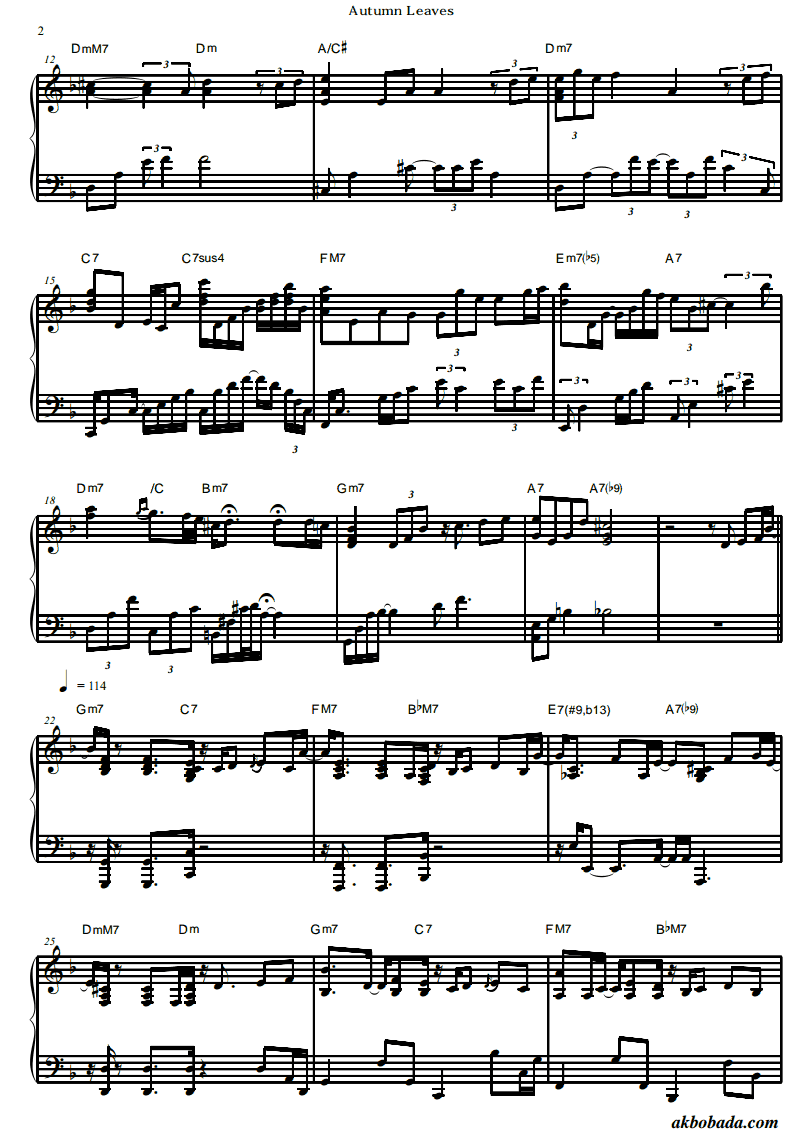 Autumn Leaves
2
DmM7 Dm A/C♯ Dm7
12 3 3 3 3
3 3 3 3 3
C7 C7sus4 FM7 Em7(♭5) A7
15 3 3 3
3 3 3 3 3 3
Dm7 /C Bm7 Gm7 A7 A7(♭9)
18 3
3 3
♩ = 114
Gm7 C7 FM7 B♭M7 E7(#9,b13) A7(♭9)
22
DmM7 Dm Gm7 C7 FM7 B♭M7
25
akbobada.com